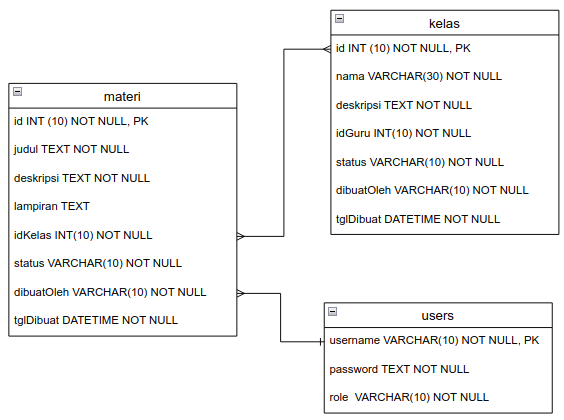 materi
id INT (10) NOT NULL, PK
judul TEXT NOT NULL
deskripsi TEXT NOT NULL
lampiran TEXT
idKelas INT(10) NOT NULL
status VARCHAR(10) NOT NULL
dibuatOleh VARCHAR(10) NOT NULL
tglDibuat DATETIME NOT NULL
kelas
id INT (10) NOT NULL, PK
nama VARCHAR(30) NOT NULL
deskripsi TEXT NOT NULL
idGuru INT(10) NOT NULL
status VARCHAR(10) NOT NULL
dibuatOleh VARCHAR(10) NOT NULL
tglDibuat DATETIME NOT NULL
users
username VARCHAR(10) NOT NULL, PK
password TEXT NOT NULL
role  VARCHAR(10) NOT NULL